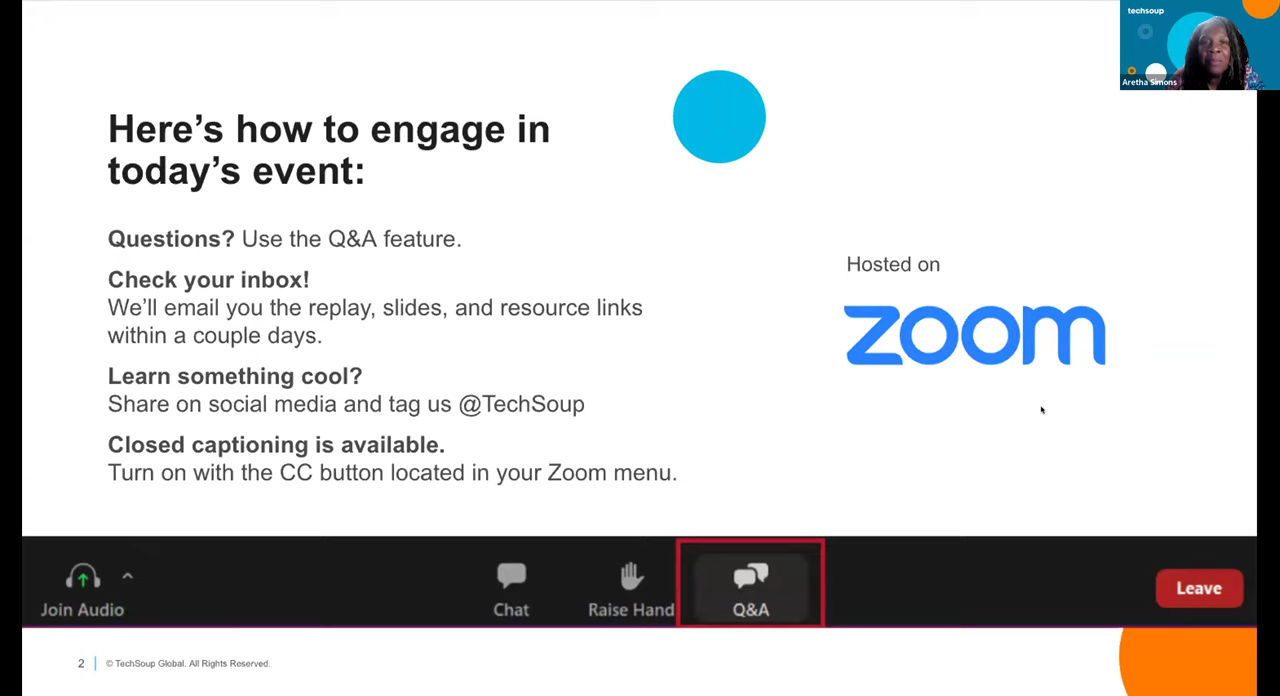 techsoup
Aretha Simons
Here's how to engage in
today's event:
Questions? Use the Q&A feature.
Check your inbox!
We'll email you the replay, slides, and resource links
within a couple days.
Learn something cool?
Share on social media and tag us @TechSoup
Closed captioning is available.
Turn on with the CC button located in your Zoom menu.
Hosted on
zoom
Join Audio
Chat
Raise Hand
Q&A
Leave
2
© TechSoup Global. All Rights Reserved.